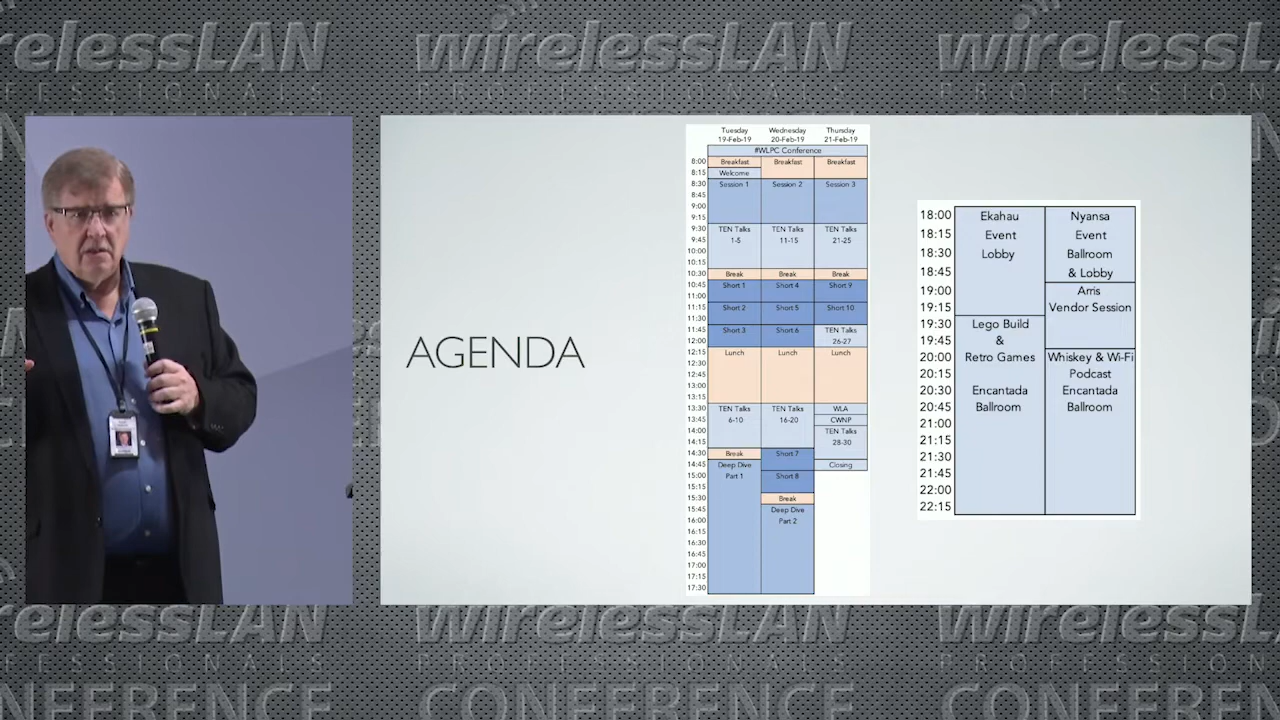 relessLAN wirelessLAN wirelessLA
FESSIONALS PROFESSIONALS PROFESSION
CONFERENCE
AGENDA
Tuesday Wednesday Thursday
19-Feb-19 20-Feb-19 21-Feb-19
#WLPC Conference
8:00 Breakfast Breakfast Breakfast
8:15 Welcome
8:30 Session 1 Session 2 Session 3
8:45
9:00
9:15
9:30 TEN Talks TEN Talks TEN Talks
9:45 1-5 11-15 21-25
10:00
10:15
10:30 Break Break Break
10:45 Short 1 Short 4 Short 9
11:00
11:15 Short 2 Short 5 Short 10
11:30
11:45 Short 3 Short 6 TEN Talks
12:00 26-27
12:15 Lunch Lunch Lunch
12:30
12:45
13:00
13:15
13:30 TEN Talks TEN Talks WLA
13:45 6-10 16-20 CWNP
14:00 TEN Talks
14:15 28-30
14:30 Break Short 7
14:45 Deep Dive Closing
15:00 Part 1 Short 8
15:15
15:30 Break
15:45 Deep Dive
16:00 Part 2
16:15
16:30
16:45
17:00
17:15
17:30
18:00 Ekahau Nyansa
18:15 Event Event
18:30 Lobby Ballroom
18:45 & Lobby
19:00 Arris
19:15 Vendor Session
19:30 Lego Build
19:45 &
20:00 Retro Games Whiskey & Wi-Fi
20:15 Podcast
20:30 Encantada Encantada
20:45 Ballroom Ballroom
21:00
21:15
21:30
21:45
22:00
22:15
relessLAN wirelessLAN wirelessLA
FESSIONALS PROFESSIONALS PROFESSION
CONFERENCE CONFERE